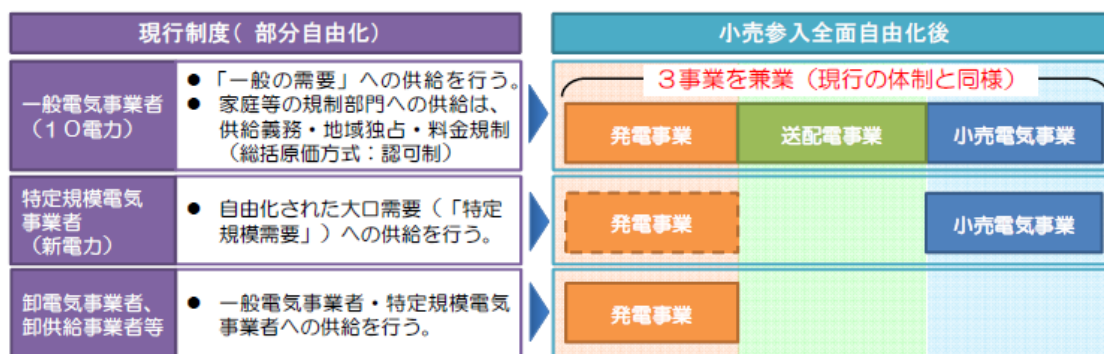 現行制度( 部分自由化)
小売参入全面自由化後
一般電気事業者
（１０電力）
● 「一般の需要」への供給を行う。
● 家庭等の規制部門への供給は、
供給義務・地域独占・料金規制
（総括原価方式：認可制）
３事業を兼業（現行の体制と同様）
発電事業
送配電事業
小売電気事業
特定規模電気
事業者
（新電力）
● 自由化された大口需要（「特定
規模需要」）への供給を行う。
発電事業
小売電気事業
卸電気事業者、
卸供給事業者等
● 一般電気事業者・特定規模電気
事業者への供給を行う。
発電事業